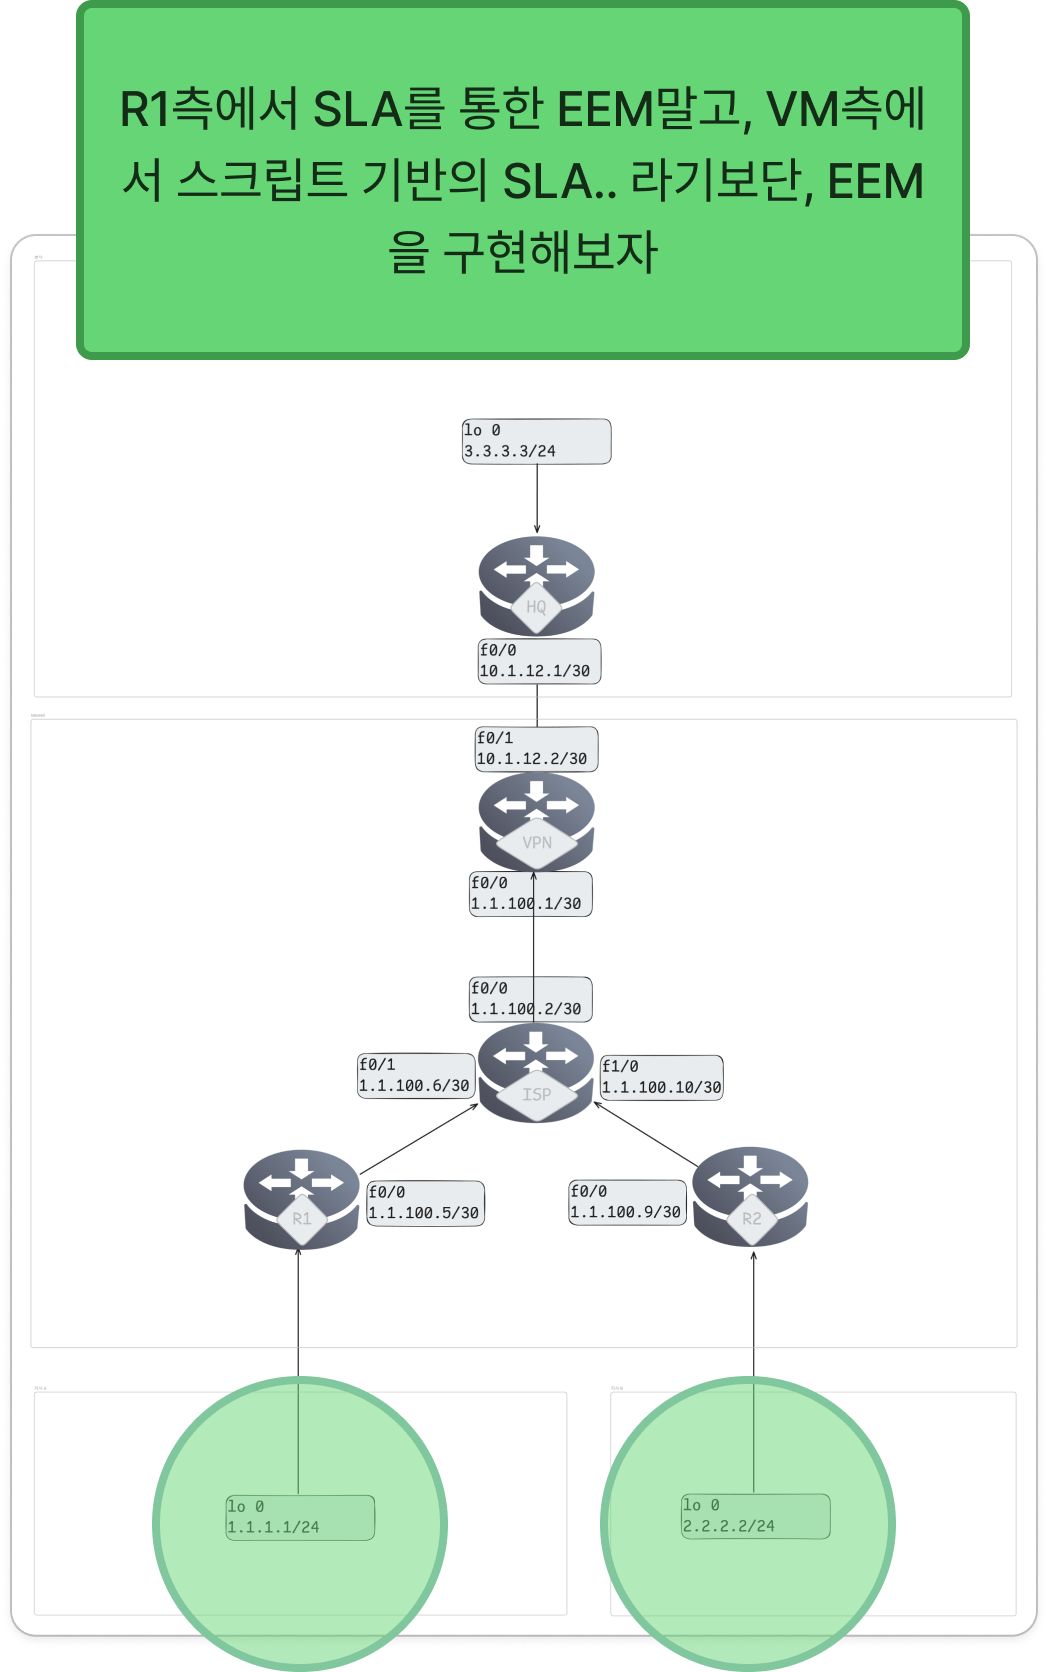 R1측에서 SLA를 통한 EEM말고, VM측에
서 스크립트 기반의 SLA.. 라기보단, EEM
을 구현해보자
lo 0
3.3.3.3/24
HQ
f0/0
10.1.12.1/30
f0/1
10.1.12.2/30
VPN
f0/0
1.1.100.1/30
f0/0
1.1.100.2/30
f0/1
1.1.100.6/30
ISP
f1/0
1.1.100.10/30
R1
f0/0
1.1.100.5/30
f0/0
1.1.100.9/30
R2
lo 0
1.1.1.1/24
lo 0
2.2.2.2/24